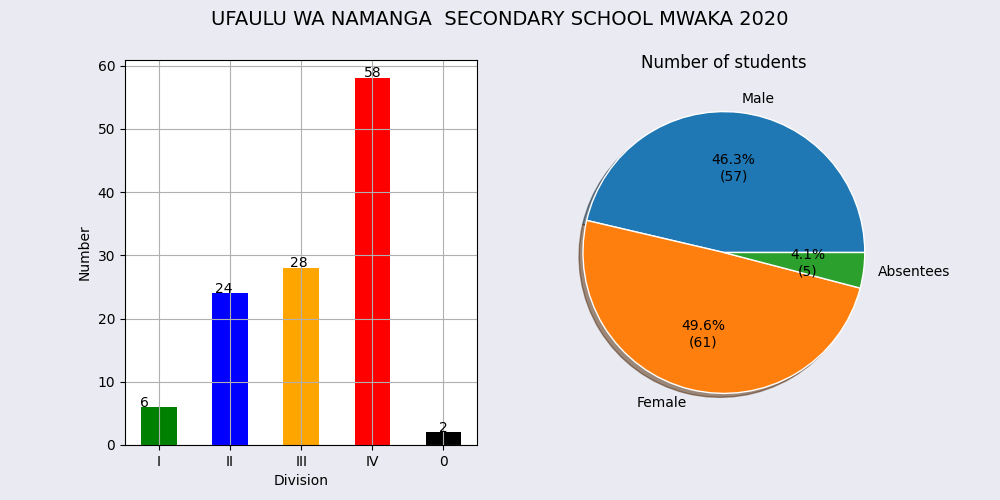 UFAULU WA NAMANGA  SECONDARY SCHOOL MWAKA 2020
Number
60
50
40
30
20
10
0
6
24
28
58
2
I
II
III
IV
0
Division
Number of students
Male
46.3%
(57)
4.1%
(5)
Absentees
49.6%
(61)
Female